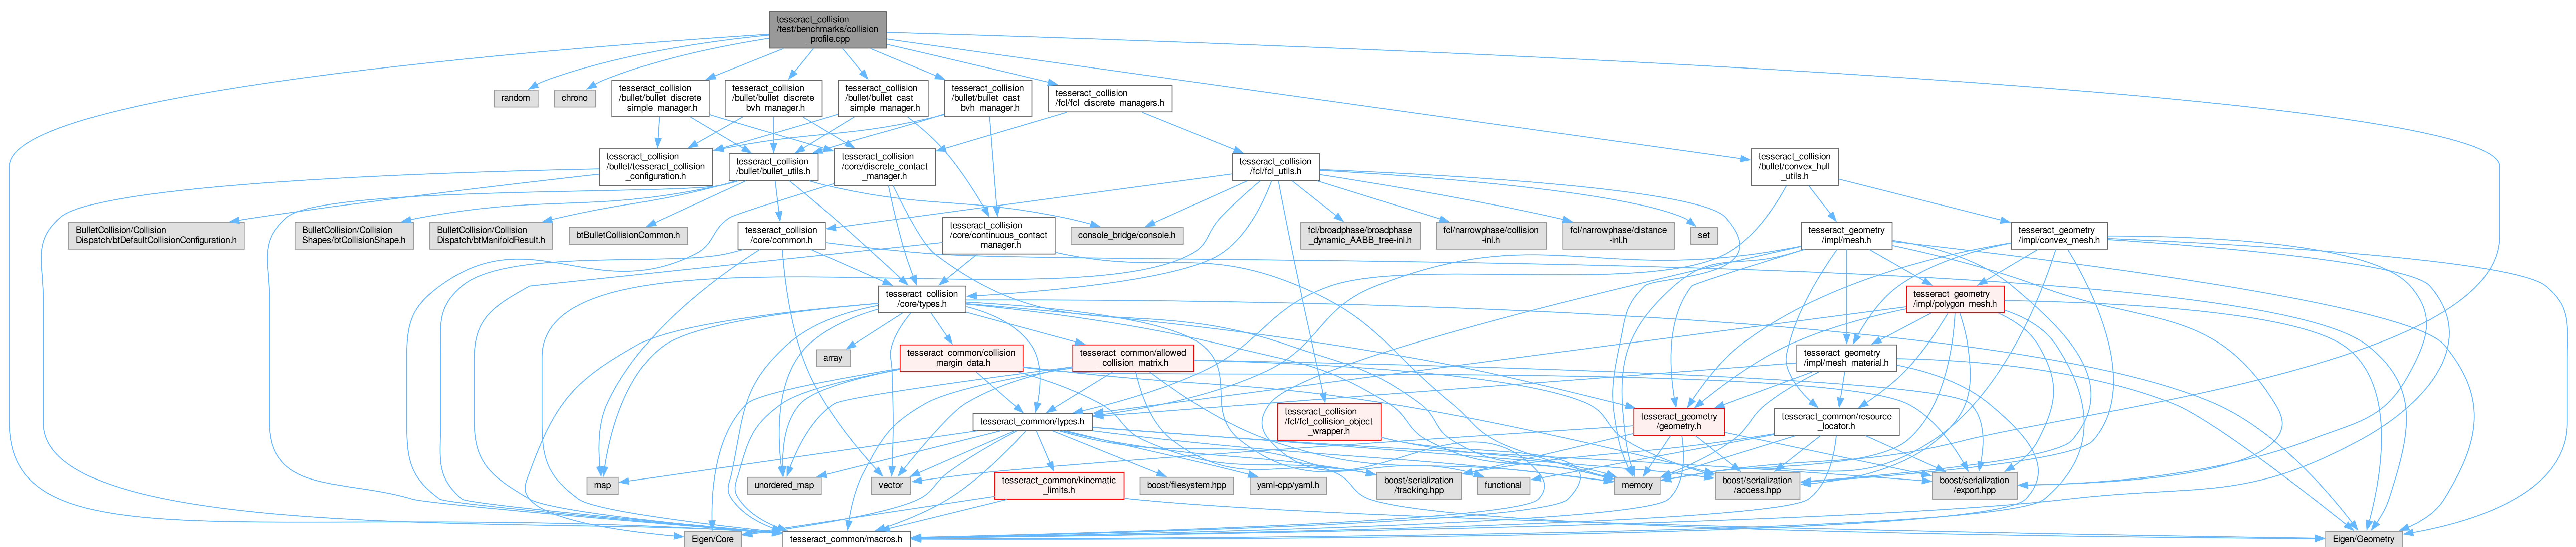 tesseract_collision
/test/benchmarks/collision
_profile.cpp
random
chrono
tesseract_collision
/bullet/bullet_discrete
_simple_manager.h
tesseract_collision
/bullet/bullet_discrete
_bvh_manager.h
tesseract_collision
/bullet/bullet_cast
_simple_manager.h
tesseract_collision
/bullet/bullet_cast
_bvh_manager.h
tesseract_collision
/fcl/fcl_discrete_managers.h
tesseract_collision
/bullet/tesseract_collision
_configuration.h
tesseract_collision
/bullet/bullet_utils.h
tesseract_collision
/core/discrete_contact
_manager.h
tesseract_collision
/fcl/fcl_utils.h
tesseract_collision
/bullet/convex_hull
_utils.h
BulletCollision/Collision
Dispatch/btDefaultCollisionConfiguration.h
BulletCollision/Collision
Shapes/btCollisionShape.h
BulletCollision/Collision
Dispatch/btManifoldResult.h
btBulletCollisionCommon.h
tesseract_collision
/core/common.h
tesseract_collision
/core/continuous_contact
_manager.h
console_bridge/console.h
fcl/broadphase/broadphase
_dynamic_AABB_tree-inl.h
fcl/narrowphase/collision
-inl.h
fcl/narrowphase/distance
-inl.h
set
tesseract_geometry
/impl/mesh.h
tesseract_geometry
/impl/convex_mesh.h
tesseract_collision
/core/types.h
tesseract_geometry
/impl/polygon_mesh.h
array
tesseract_common/collision
_margin_data.h
tesseract_common/allowed
_collision_matrix.h
tesseract_geometry
/impl/mesh_material.h
tesseract_common/types.h
tesseract_collision
/fcl/fcl_collision_object
_wrapper.h
tesseract_geometry
/geometry.h
tesseract_common/resource
_locator.h
map
unordered_map
vector
tesseract_common/kinematic
_limits.h
boost/filesystem.hpp
yaml-cpp/yaml.h
boost/serialization
/tracking.hpp
functional
memory
boost/serialization
/access.hpp
boost/serialization
/export.hpp
Eigen/Core
tesseract_common/macros.h
Eigen/Geometry